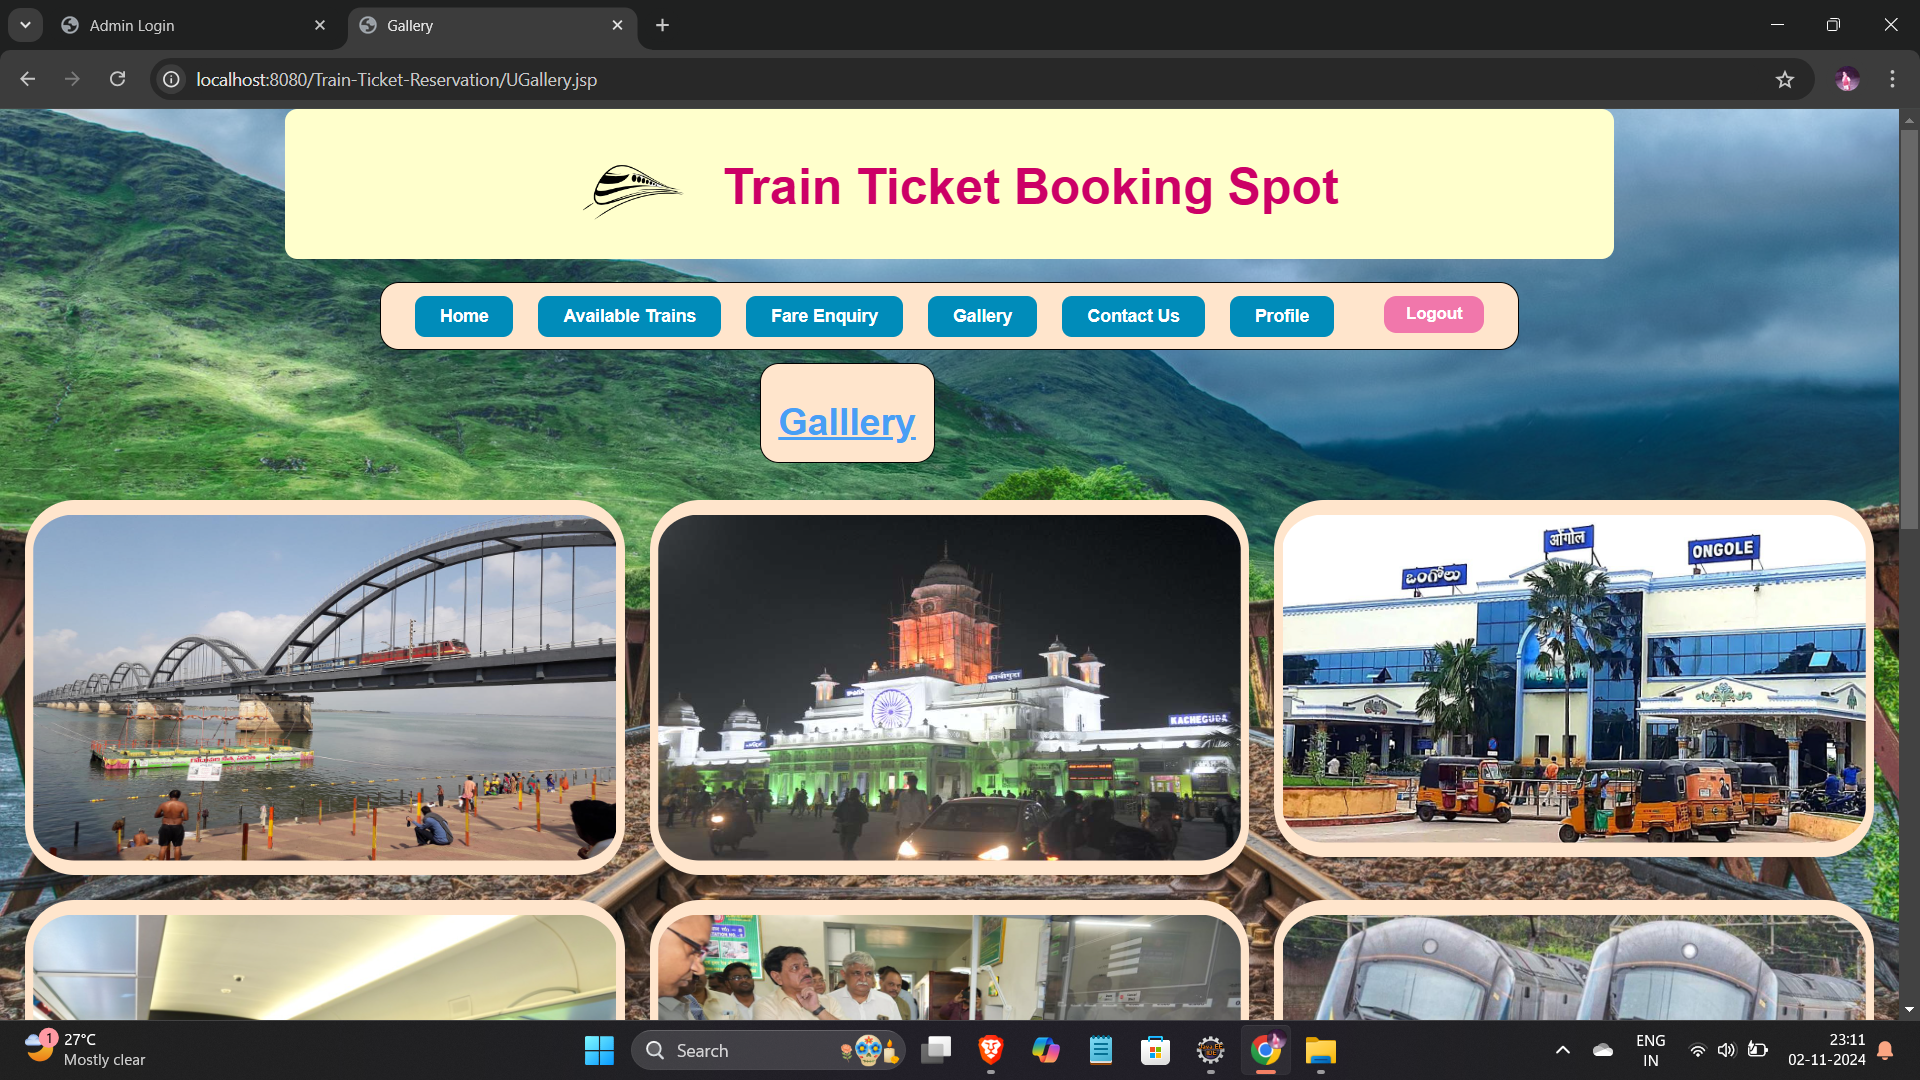 Admin Login
Gallery
localhost:8080/Train-Ticket-Reservation/UGallery.jsp
Train Ticket Booking Spot
Home
Available Trains
Fare Enquiry
Gallery
Contact Us
Profile
Logout
Galllery
ओंगोल
ONGOLE
ఒంగోలు
काचीगुडा
KACHEGUDA
1
27°C
Mostly clear
Search
ENG
IN
23:11
02-11-2024